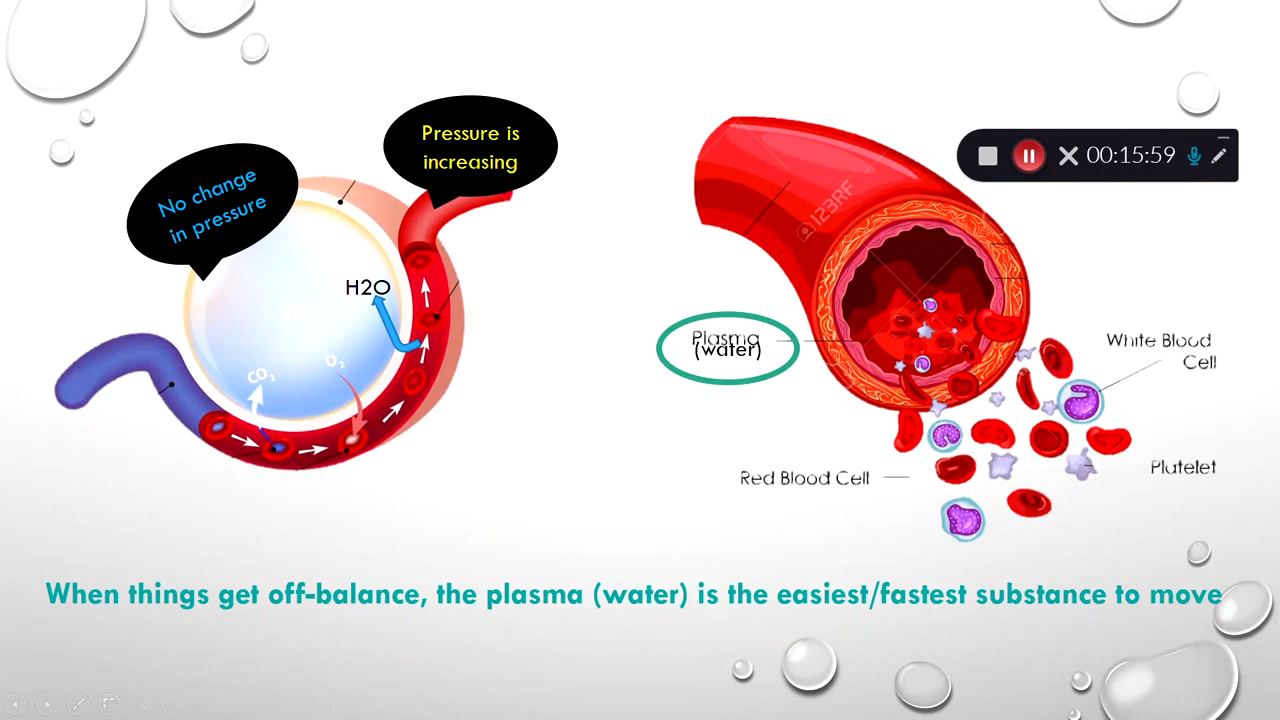 No change
in pressure
Pressure is
increasing
H2O
CO2
O2
123RF
00:15:59
Plasma
(water)
White Blood
Cell
Red Blood Cell
Platelet
When things get off-balance, the plasma (water) is the easiest/fastest substance to move